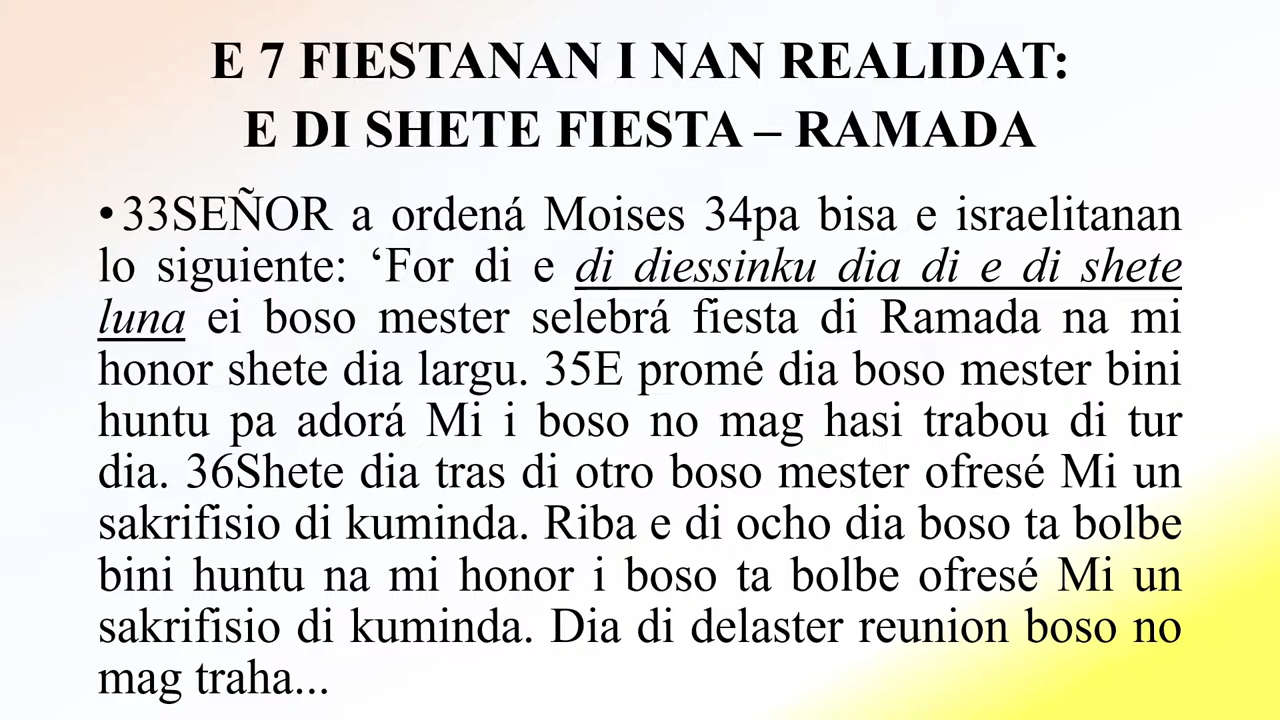 E 7 FIESTANAN I NAN REALIDAT:
E DI SHETE FIESTA – RAMADA
• 33SEÑOR a ordená Moises 34pa bisa e israelitanan
lo siguiente: ‘For di e di diessinku dia di e di shete
luna ei boso mester selebrá fiesta di Ramada na mi
honor shete dia largu. 35E promé dia boso mester bini
huntu pa adorá Mi i boso no mag hasi trabou di tur
dia. 36Shete dia tras di otro boso mester ofresé Mi un
sakrifisio di kuminda. Riba e di ocho dia boso ta bolbe
bini huntu na mi honor i boso ta bolbe ofresé Mi un
sakrifisio di kuminda. Dia di delaster reunion boso no
mag traha...